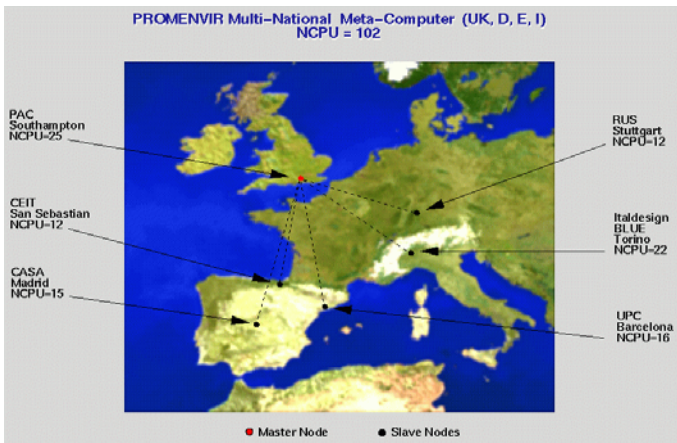 PROMENVIR Multi-National Meta-Computer (UK, D, E, I)
NCPU = 102
PAC
Southampton
NCPU=25
CEIT
San Sebastian
NCPU=12
CASA
Madrid
NCPU=15
RUS
Stuttgart
NCPU=12
Italdesign
BLUE
Torino
NCPU=22
UPC
Barcelona
NCPU=16
Master Node
Slave Nodes